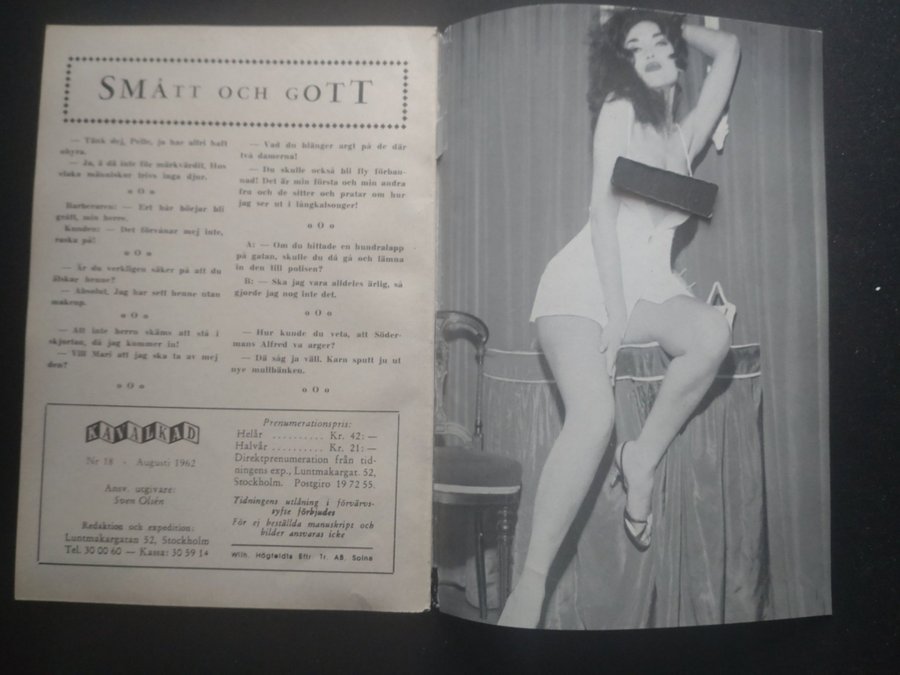 SMÅTT OCH GOTT
— Tänk dej, Pelle, ja har aldri haft
ohyra.
— Ja, ä då inte för märkvärdit. Hos
vissa människor trivs inga djur.
o O o
Barberaren: — Ert hår börjar bli
grått, min herre.
Kunden: — Det förvånar mej inte,
raska på!
o O o
— Är du verkligen säker på att du
älskar henne?
— Absolut. Jag har sett henne utan
makeup.
o O o
— Att inte herrn skäms att stå i
skjortan, då jag kommer in!
— Vill Mari att jag ska ta av mej
den?
o O o
— Vad du blänger argt på de där
två damerna!
— Du skulle också bli fly förban-
nad! Det är min första och min andra
fru och de sitter och pratar om hur
jag ser ut i långkalsonger!
o O o
A: — Om du hittade en hundralapp
på gatan, skulle du då gå och lämna
in den till polisen?
B: — Ska jag vara alldeles ärlig, så
gjorde jag nog inte det.
o O o
— Hur kunde du veta, att Söder-
mans Alfred va arger?
— Då såg ja väll. Karn sputt ju ut
nye mullbänken.
o O o
KAVALKAD
Nr 18 - Augusti 1962
Ansv. utgivare:
Sven Olsén
Redaktion och expedition:
Luntmakargatan 52, Stockholm
Tel. 30 00 60 — Kassa: 30 59 14
Prenumerationspris:
Helår .......... Kr. 42: —
Halvår .......... Kr. 21: —
Direktprenumeration från tid-
ningens exp., Luntmakargat. 52,
Stockholm. Postgiro 19 72 55.
Tidningens utlåning i förvärvs-
syfte förbjudes
För ej beställda manuskript och
bilder ansvaras icke
Wilh. Högfeldts Eftr. Tr. AB. Solna